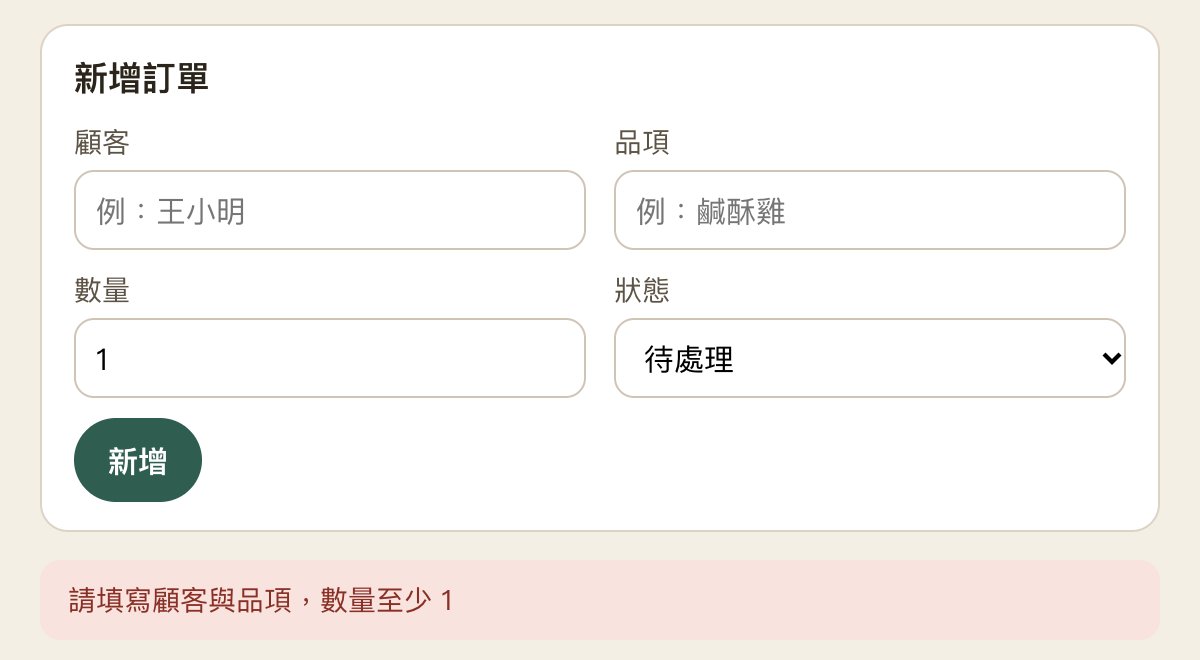 新增訂單
顧客
品項
例：王小明
例：鹹酥雞
數量
狀態
1
待處理
新增
請填寫顧客與品項，數量至少 1